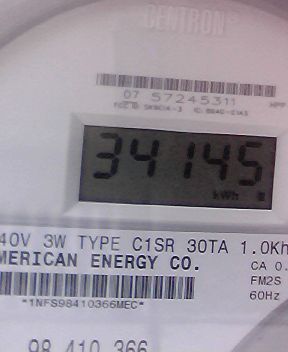 CENTRON®
07 57245311
34145
kWh
40V 3W TYPE C1SR 30TA 1.0Kh
MERICAN ENERGY CO.
CA 0.
FM2S
*1NFS98410366MEC*
60Hz
98 410 366